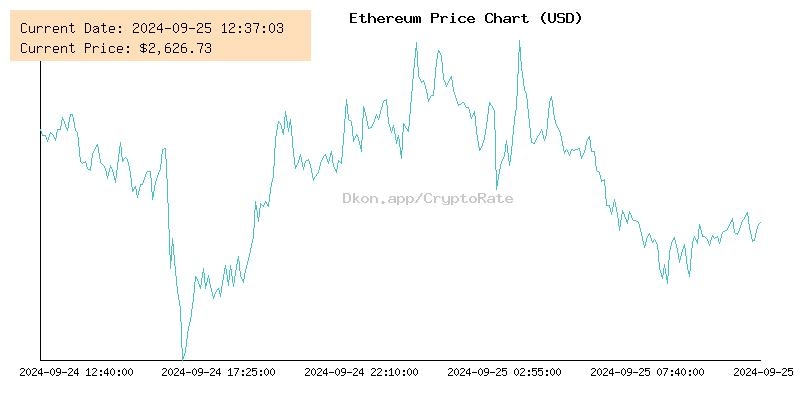 Ethereum Price Chart (USD)
Current Date: 2024-09-25 12:37:03
Current Price: $2,626.73
Dkon.app/CryptoRate
2024-09-24 12:40:00 2024-09-24 17:25:00 2024-09-24 22:10:00 2024-09-25 02:55:00 2024-09-25 07:40:00 2024-09-25